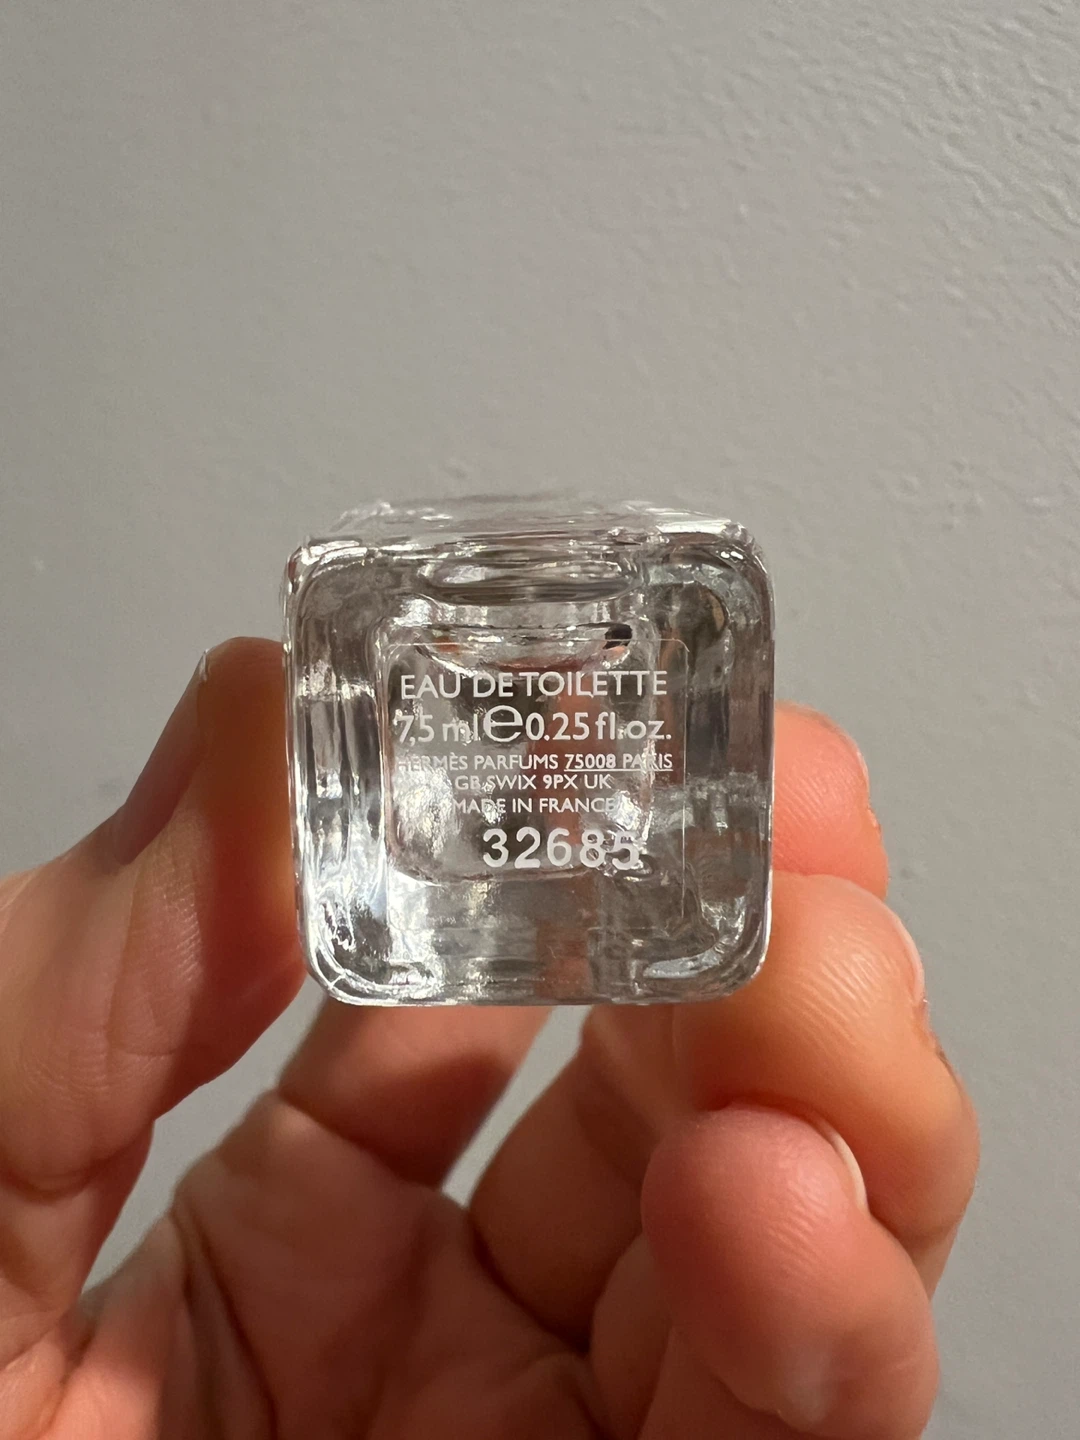 EAU DE TOILETTE
7,5 ml e 0.25 fl.oz.
HERMÈS PARFUMS 75008 PARIS
GB SW1X 9PX UK
MADE IN FRANCE
32685